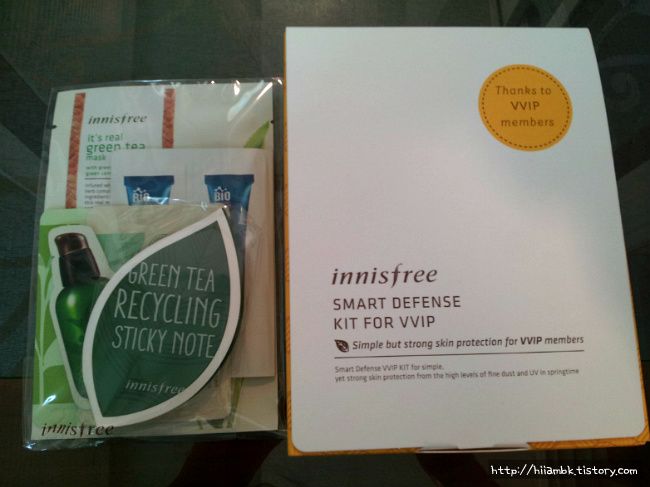 innisfree
it's real
green tea
mask
BIO
BIO
GREEN TEA
RECYCLING
STICKY NOTE
innisfree
innisfree
Thanks to
VVIP
members
innisfree
SMART DEFENSE
KIT FOR VVIP
Simple but strong skin protection for VVIP members
Smart Defense VVIP KIT for simple,
yet strong skin protection from the high levels of fine dust and UV in springtime
http://hiiambk.tistory.com